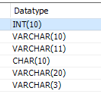 Datatype
INT(10)
VARCHAR(10)
VARCHAR(11)
CHAR(10)
VARCHAR(20)
VARCHAR(3)